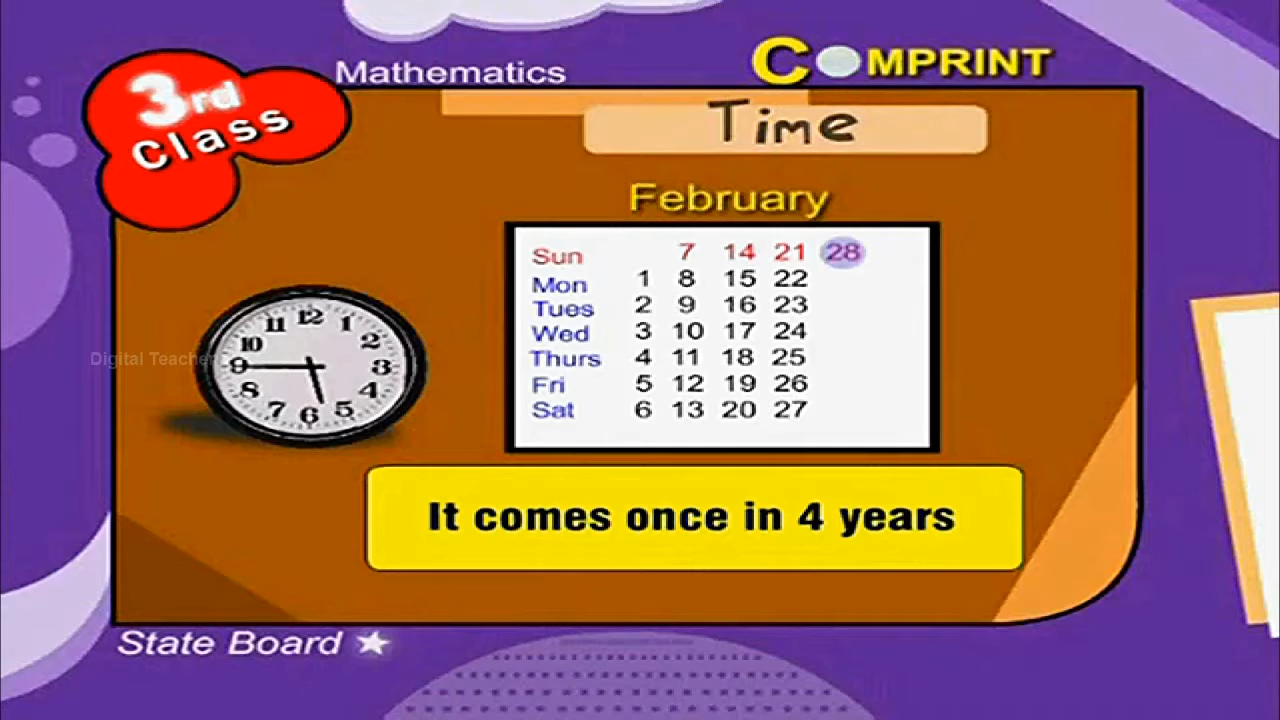 Mathematics
COMPRINT
3rd
Class
Time
February
Sun 7 14 21 28
Mon 1 8 15 22
Tues 2 9 16 23
Wed 3 10 17 24
Thurs 4 11 18 25
Fri 5 12 19 26
Sat 6 13 20 27
12
11 1
10 2
9 3
8 4
7 5
6
Digital Teacher
It comes once in 4 years
State Board